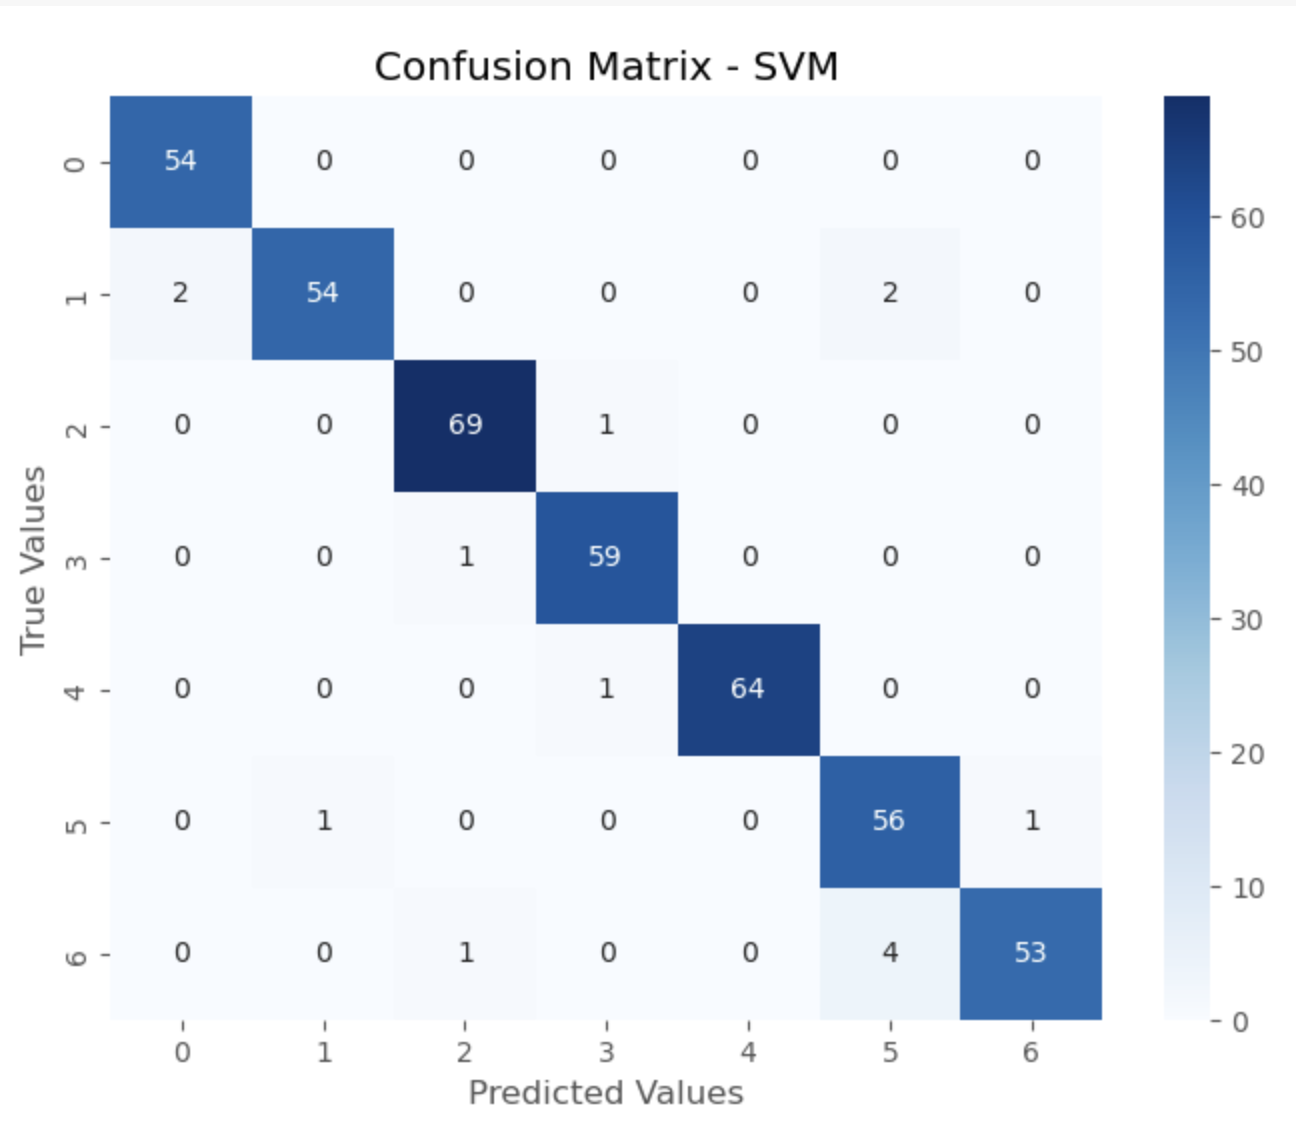 Confusion Matrix - SVM
0 54 0 0 0 0 0 0
1 2 54 0 0 0 2 0
2 0 0 69 1 0 0 0
3 0 0 1 59 0 0 0
4 0 0 0 1 64 0 0
5 0 1 0 0 0 56 1
6 0 0 1 0 0 4 53
0 1 2 3 4 5 6
Predicted Values
True Values
60
50
40
30
20
10
0